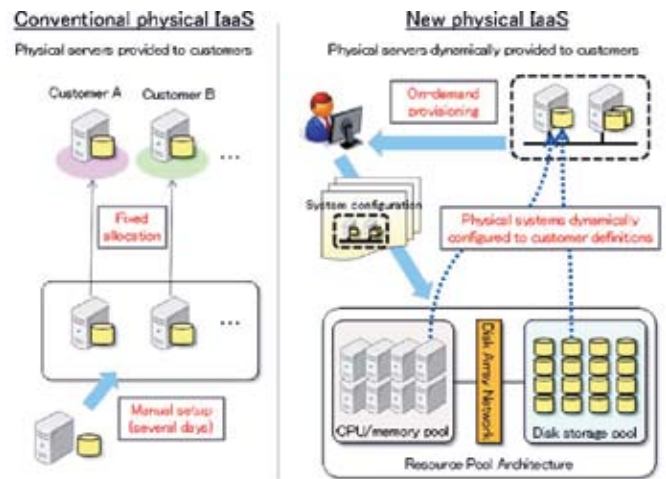 Conventional physical IaaS
Physical servers provided to customers
Customer A
Customer B
...
Fixed
allocation
...
Manual setup
(several days)
New physical IaaS
Physical servers dynamically provided to customers
On-demand
provisioning
System configuration
Physical systems dynamically
configured to customer definitions
CPU/memory pool
Disk Array Network
Disk storage pool
Resource Pool Architecture